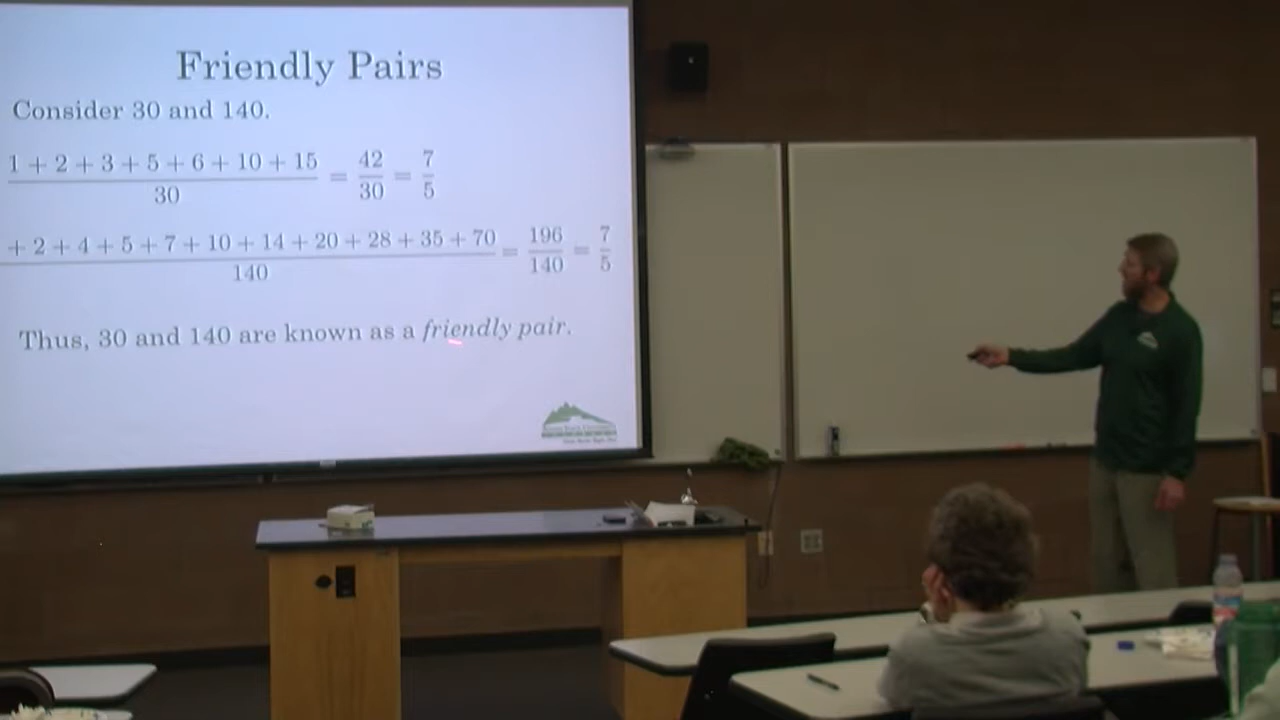 Friendly Pairs
Consider 30 and 140.
1 + 2 + 3 + 5 + 6 + 10 + 15
30
= 42/30 = 7/5
+ 2 + 4 + 5 + 7 + 10 + 14 + 20 + 28 + 35 + 70
140
= 196/140 = 7/5
Thus, 30 and 140 are known as a friendly pair.